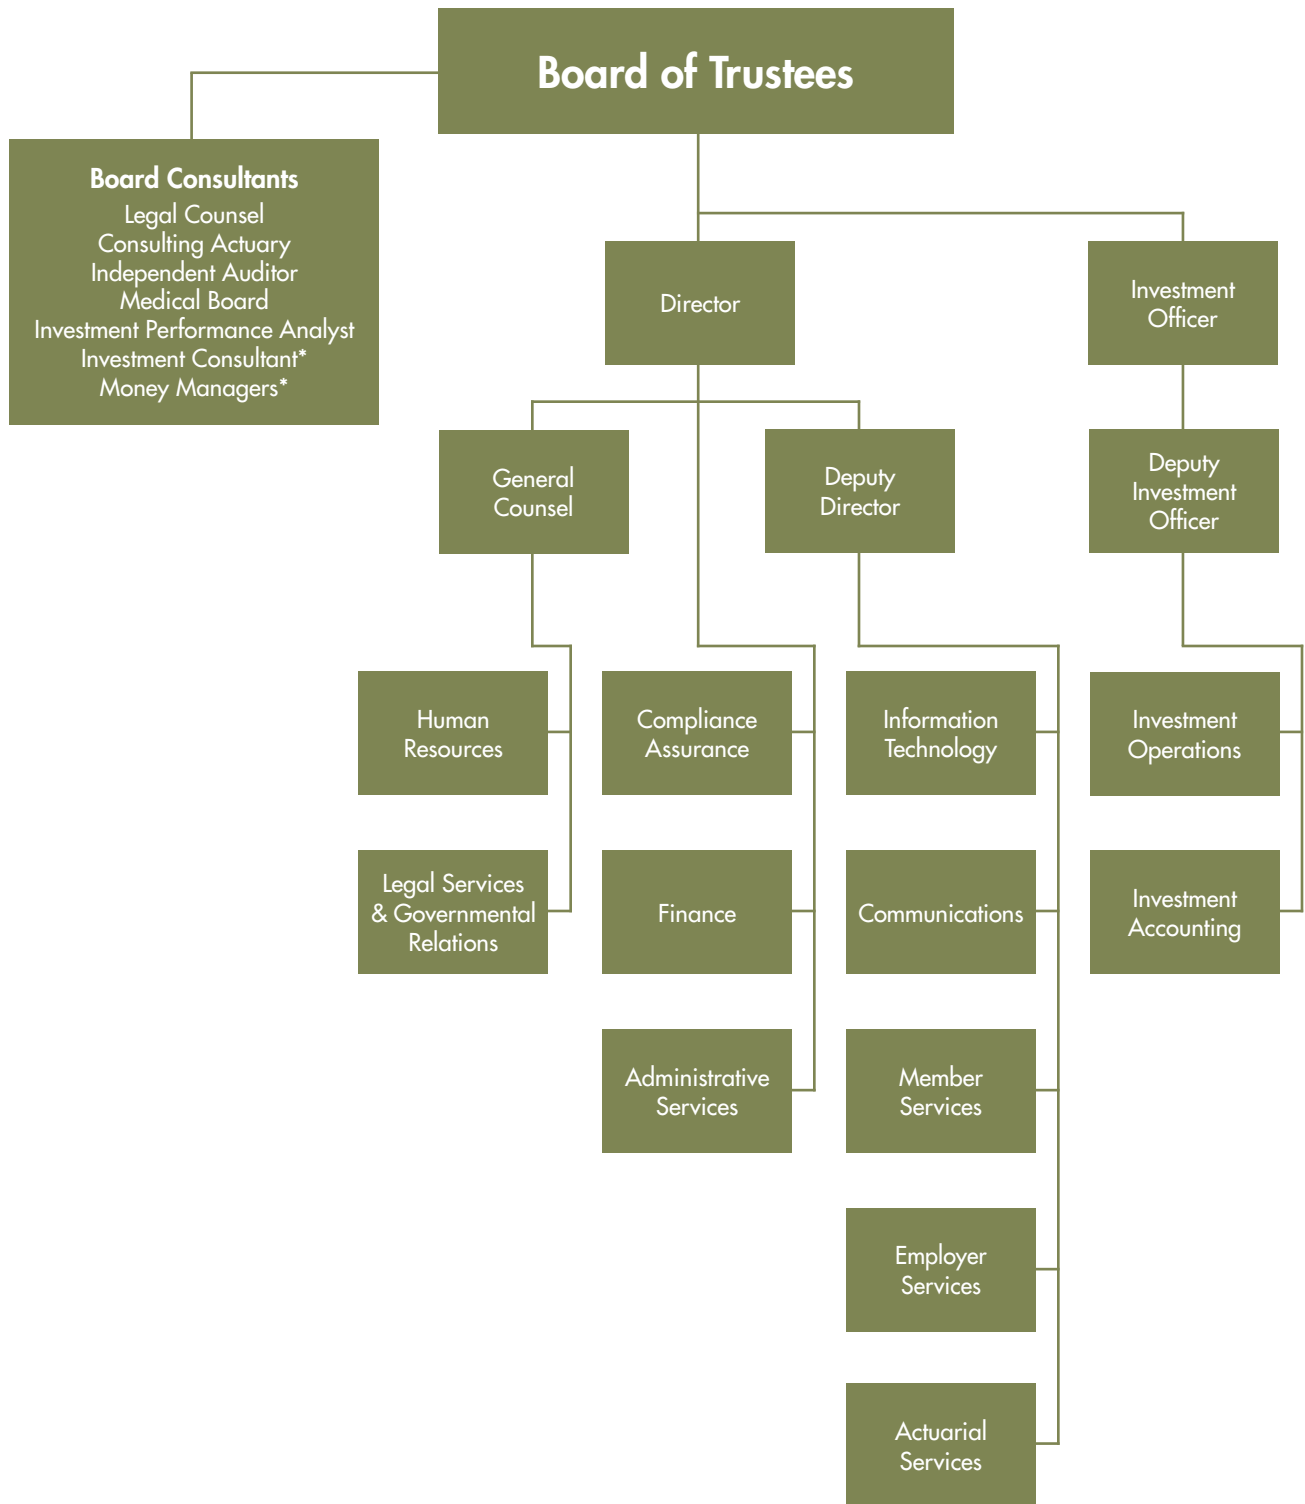 Board of Trustees
Board Consultants
Legal Counsel
Consulting Actuary
Independent Auditor
Medical Board
Investment Performance Analyst
Investment Consultant*
Money Managers*
Director
Investment
Officer
General
Counsel
Deputy
Director
Deputy
Investment
Officer
Human
Resources
Compliance
Assurance
Information
Technology
Investment
Operations
Legal Services
& Governmental
Relations
Finance
Communications
Investment
Accounting
Administrative
Services
Member
Services
Employer
Services
Actuarial
Services